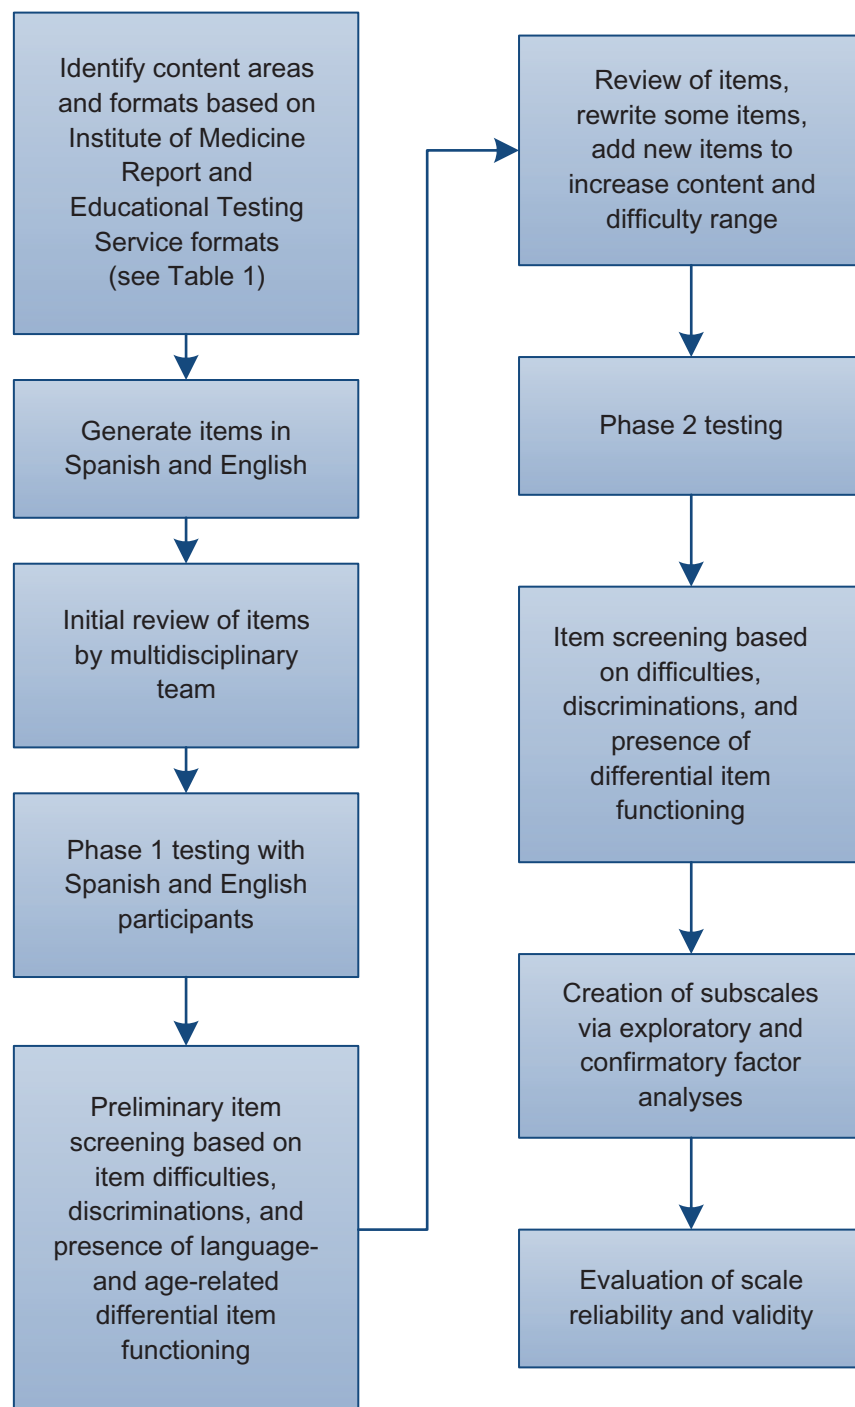 Identify content areas
and formats based on
Institute of Medicine
Report and
Educational Testing
Service formats
(see Table 1)
Generate items in
Spanish and English
Initial review of items
by multidisciplinary
team
Phase 1 testing with
Spanish and English
participants
Preliminary item
screening based on
item difficulties,
discriminations, and
presence of language-
and age-related
differential item
functioning
Review of items,
rewrite some items,
add new items to
increase content and
difficulty range
Phase 2 testing
Item screening based
on difficulties,
discriminations, and
presence of
differential item
functioning
Creation of subscales
via exploratory and
confirmatory factor
analyses
Evaluation of scale
reliability and validity